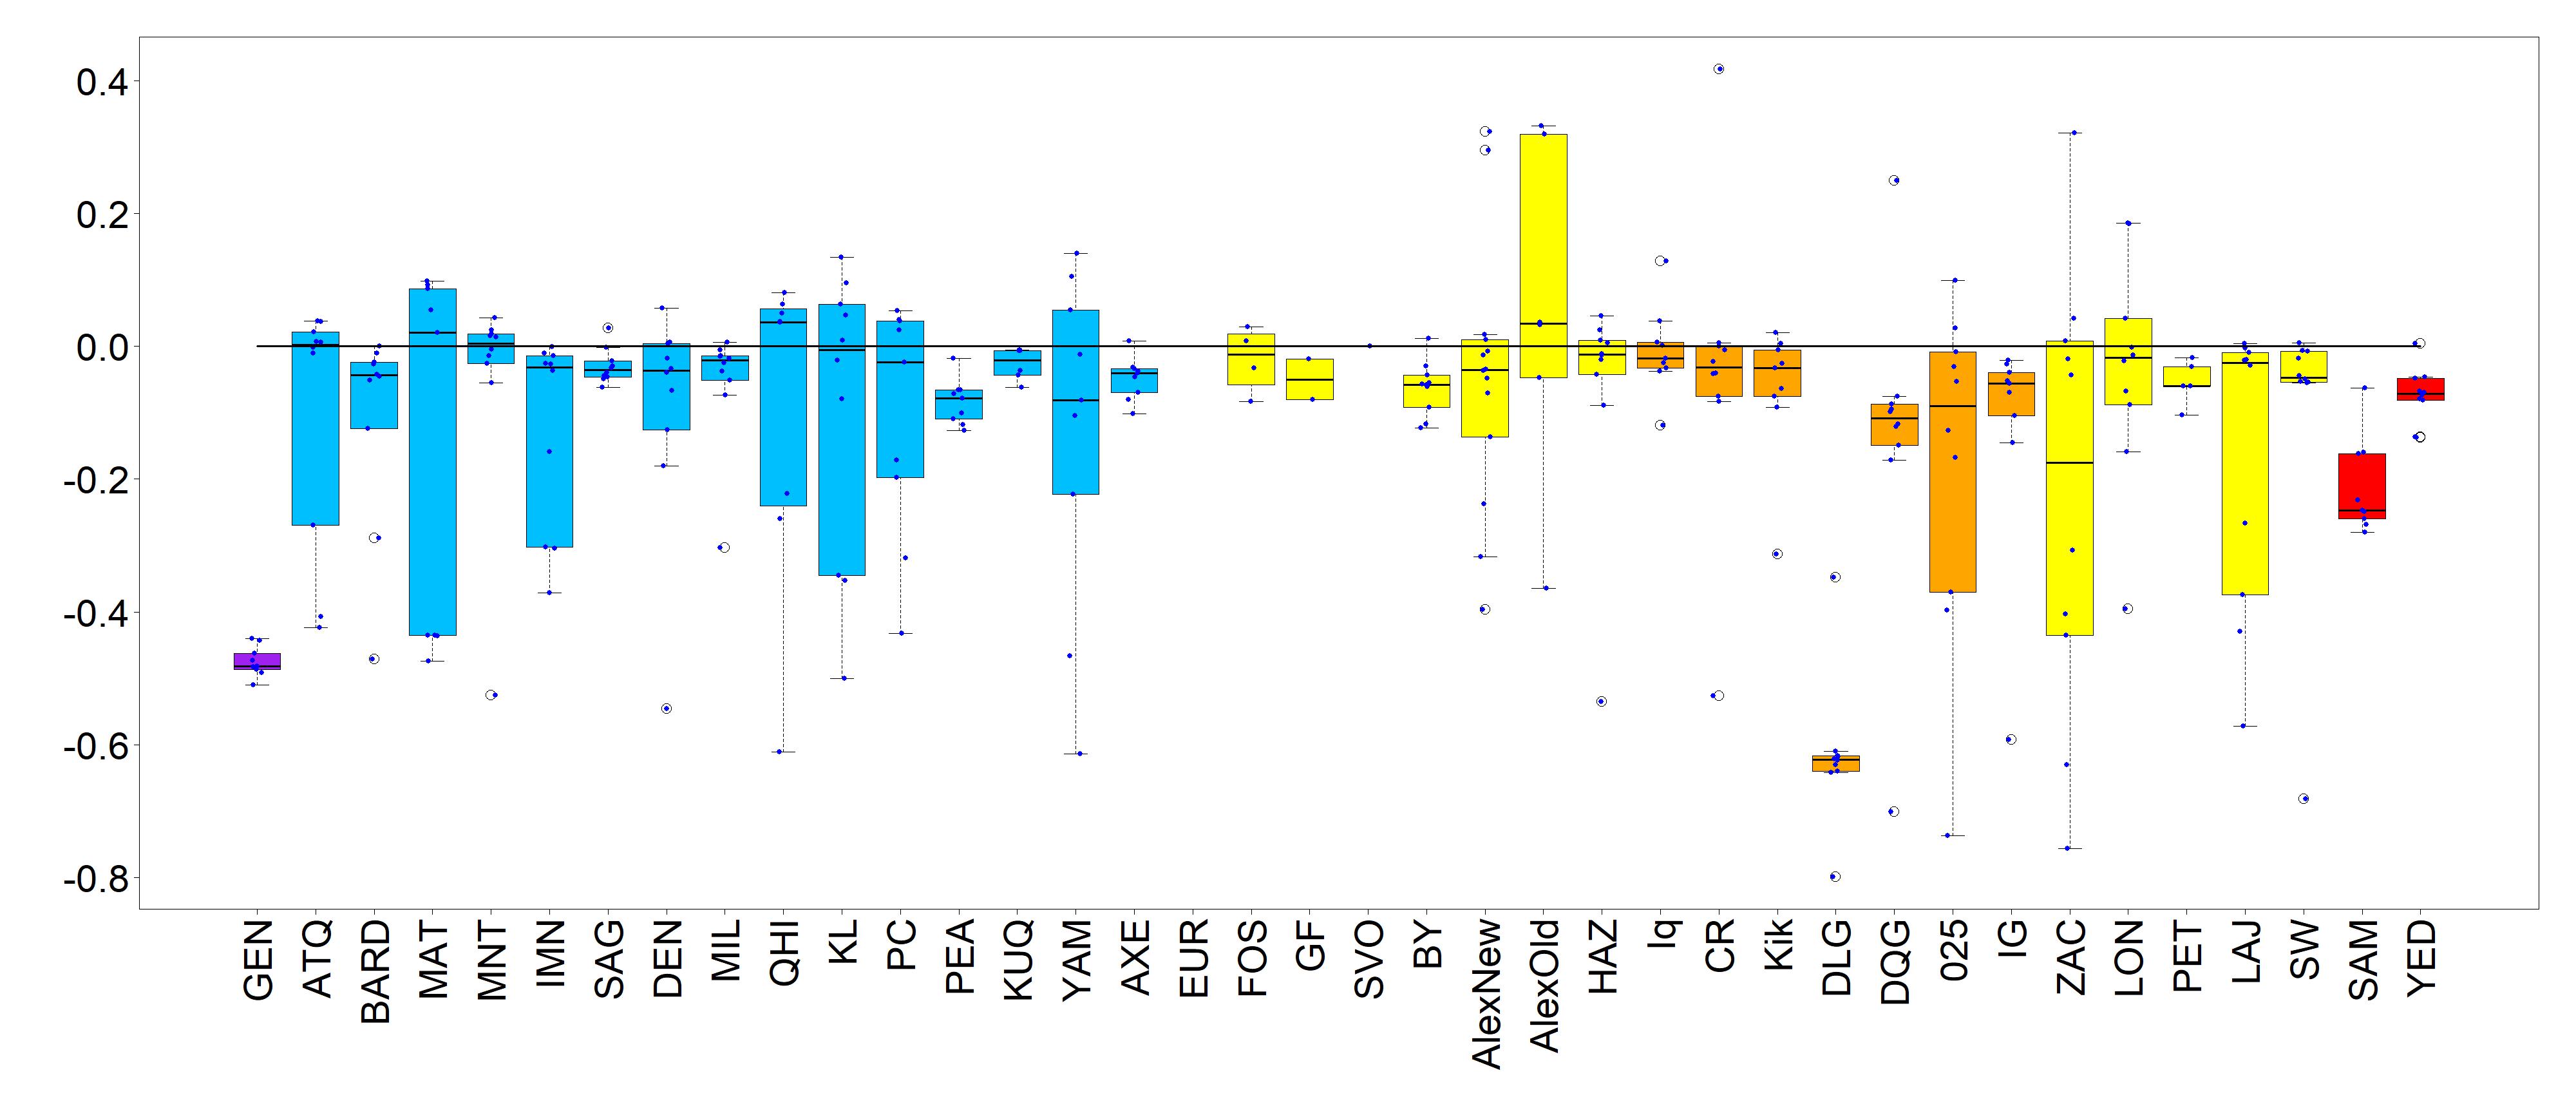 0.4
0.2
0.0
-0.2
-0.4
-0.6
-0.8
GEN
ATQ
BARD
MAT
MNT
IMN
SAG
DEN
MIL
QHI
KL
PC
PEA
KUQ
YAM
AXE
EUR
FOS
GF
SVO
BY
AlexNew
AlexOld
HAZ
Iq
CR
Kik
DLG
DQG
025
IG
ZAC
LON
PET
LAJ
SW
SAM
YED